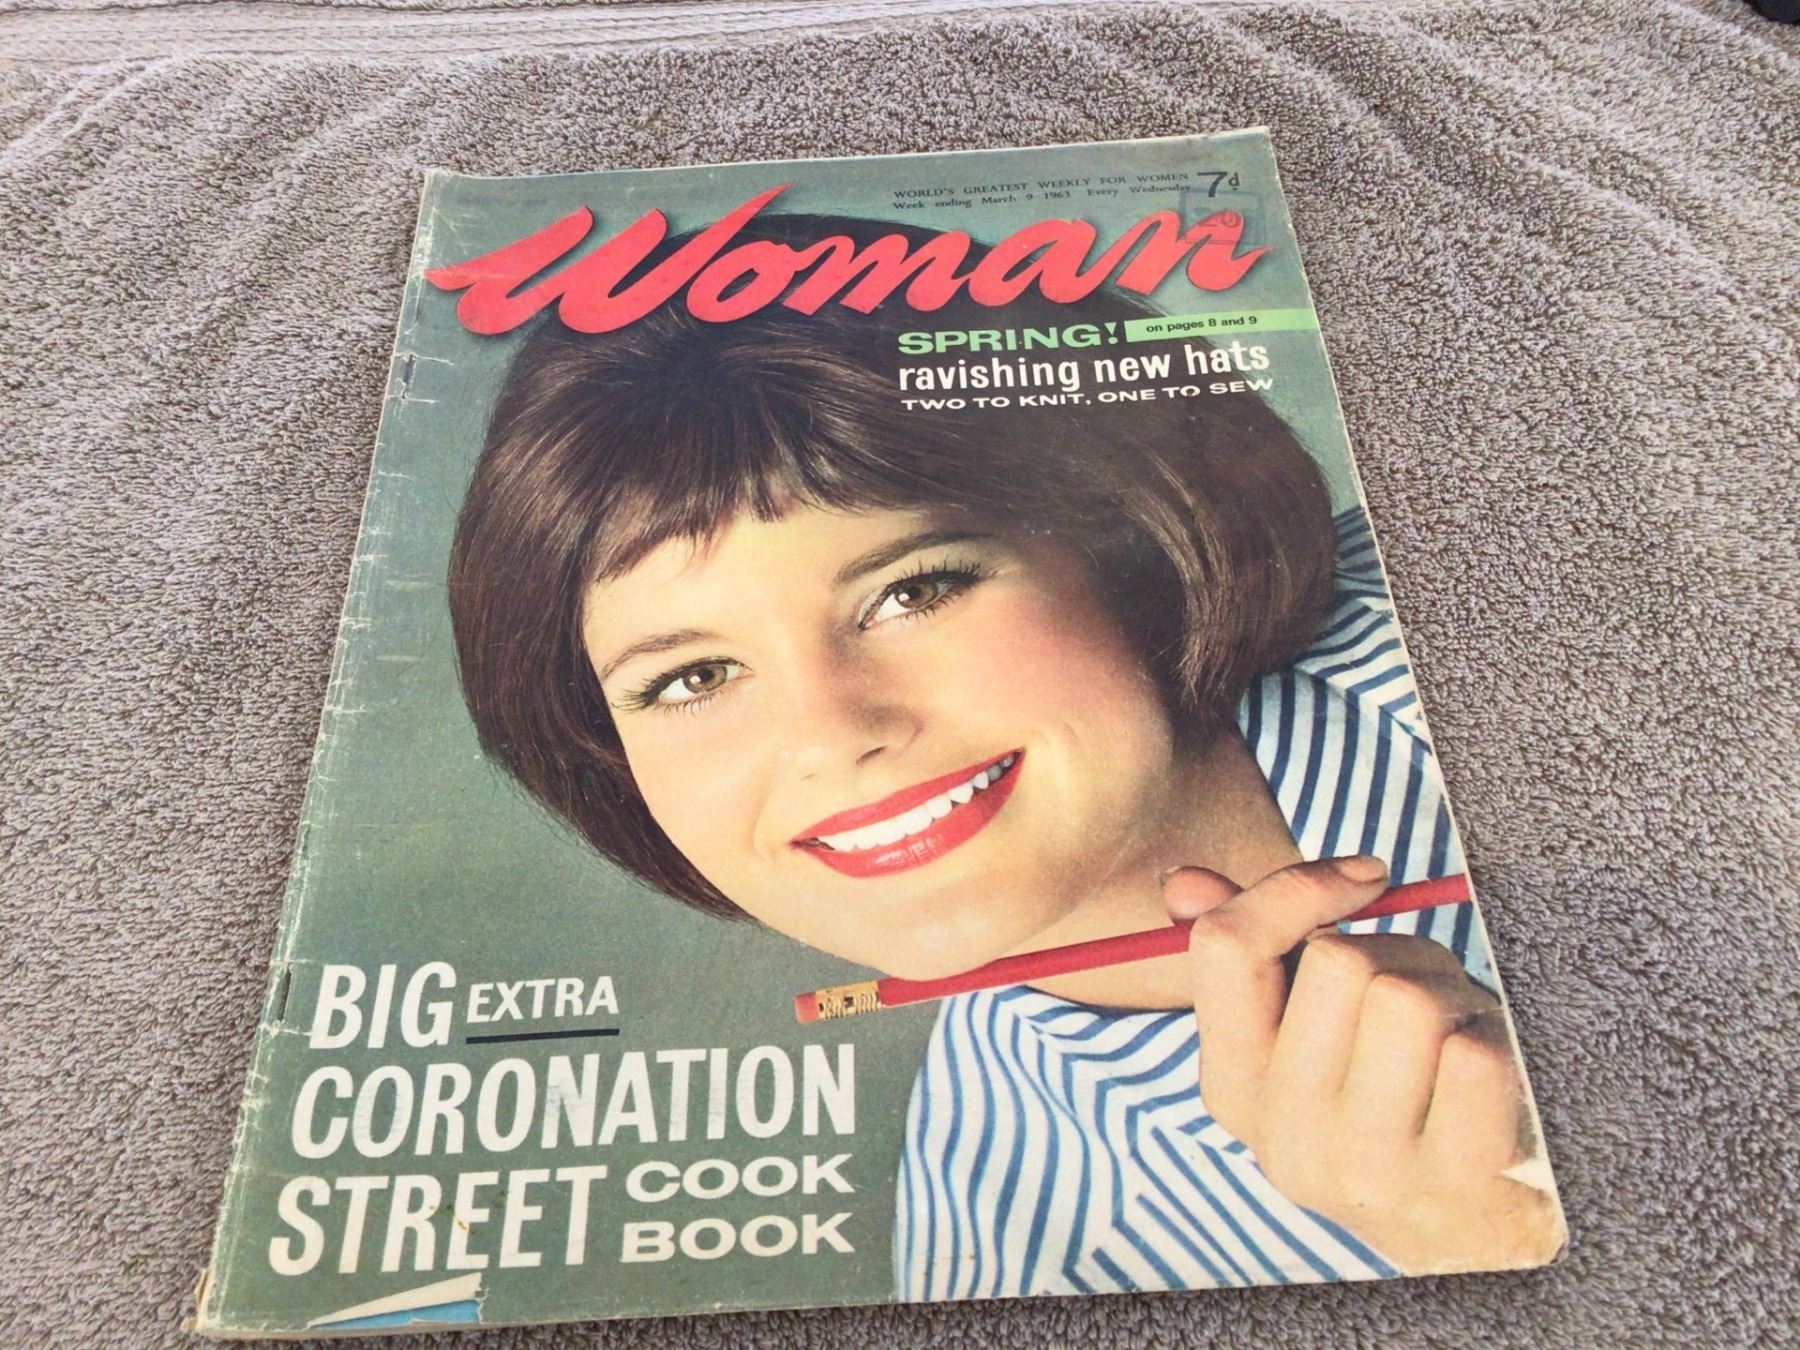 WORLD'S GREATEST WEEKLY FOR WOMEN
Week ending March 9 1963 Every Wednesday
7d
Woman
SPRING! on pages 8 and 9
ravishing new hats
TWO TO KNIT, ONE TO SEW
BIG EXTRA
CORONATION
STREET COOK
BOOK